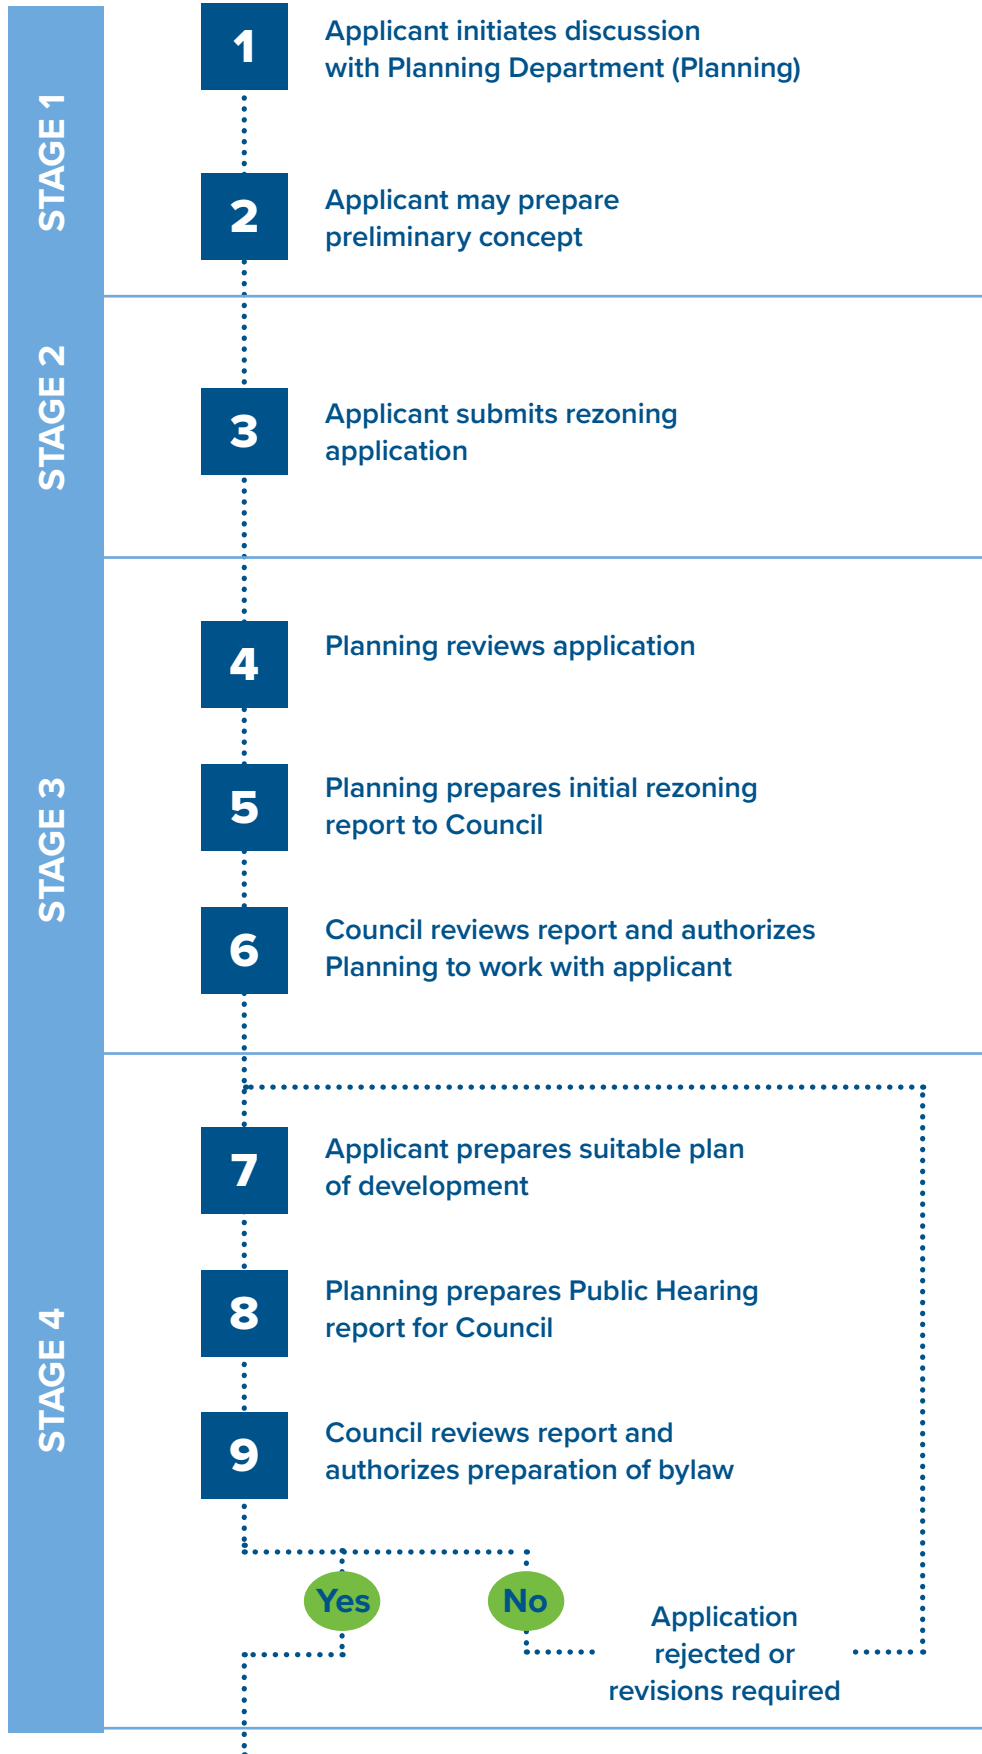 STAGE 1
1
Applicant initiates discussion
with Planning Department (Planning)
2
Applicant may prepare
preliminary concept
STAGE 2
3
Applicant submits rezoning
application
STAGE 3
4
Planning reviews application
5
Planning prepares initial rezoning
report to Council
6
Council reviews report and authorizes
Planning to work with applicant
STAGE 4
7
Applicant prepares suitable plan
of development
8
Planning prepares Public Hearing
report for Council
9
Council reviews report and
authorizes preparation of bylaw
Yes
No
Application
rejected or
revisions required